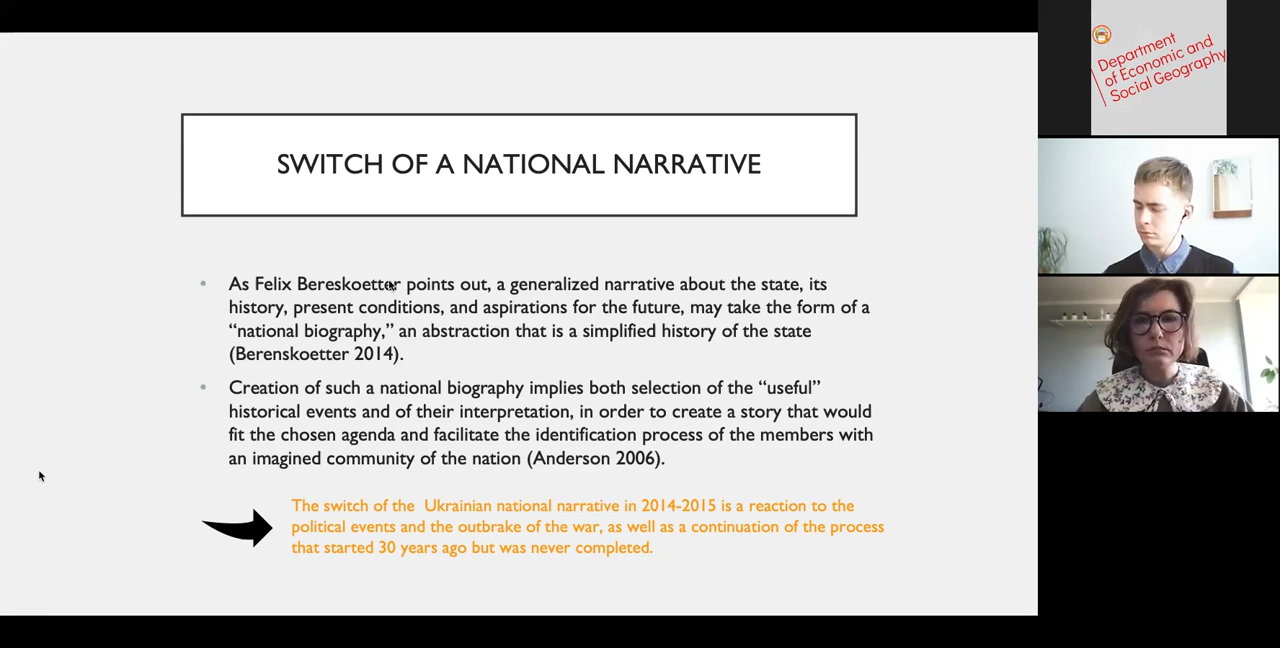 SWITCH OF A NATIONAL NARRATIVE
As Felix Bereskoetter points out, a generalized narrative about the state, its
history, present conditions, and aspirations for the future, may take the form of a
“national biography,” an abstraction that is a simplified history of the state
(Berenskoetter 2014).
Creation of such a national biography implies both selection of the “useful”
historical events and of their interpretation, in order to create a story that would
fit the chosen agenda and facilitate the identification process of the members with
an imagined community of the nation (Anderson 2006).
The switch of the  Ukrainian national narrative in 2014-2015 is a reaction to the
political events and the outbrake of the war, as well as a continuation of the process
that started 30 years ago but was never completed.
Department
of Economic and
Social Geography